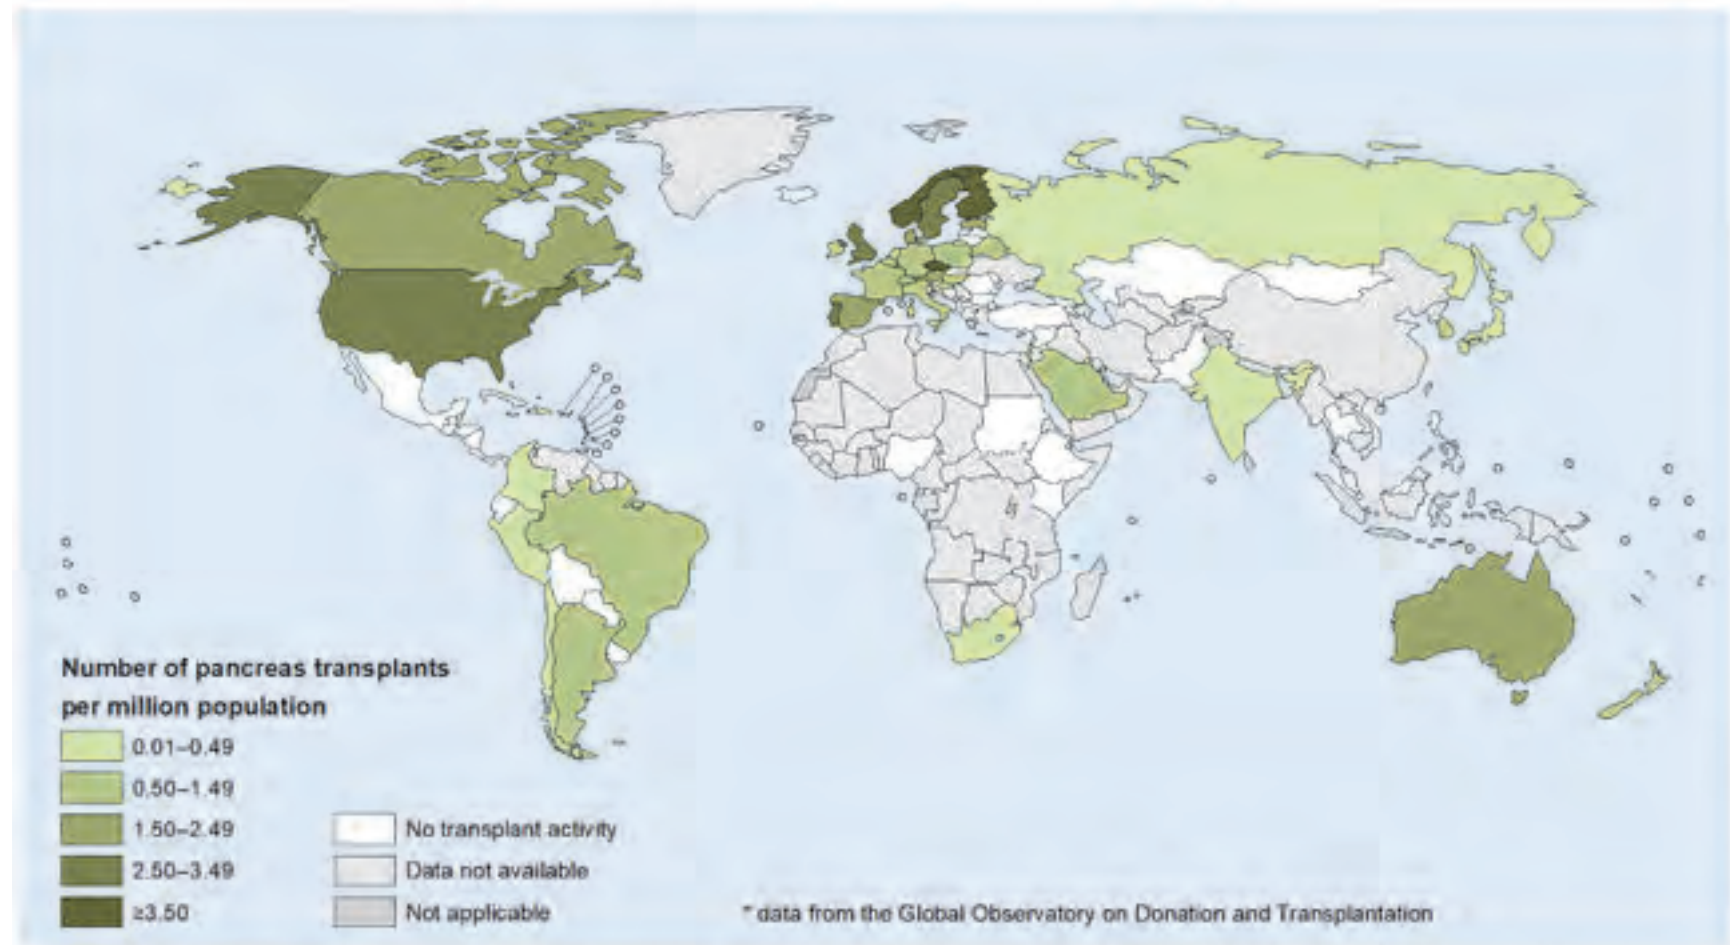 Number of pancreas transplants
per million population
0.01–0.49
0.50–1.49
1.50–2.49
2.50–3.49
≥3.50
No transplant activity
Data not available
Not applicable
* data from the Global Observatory on Donation and Transplantation